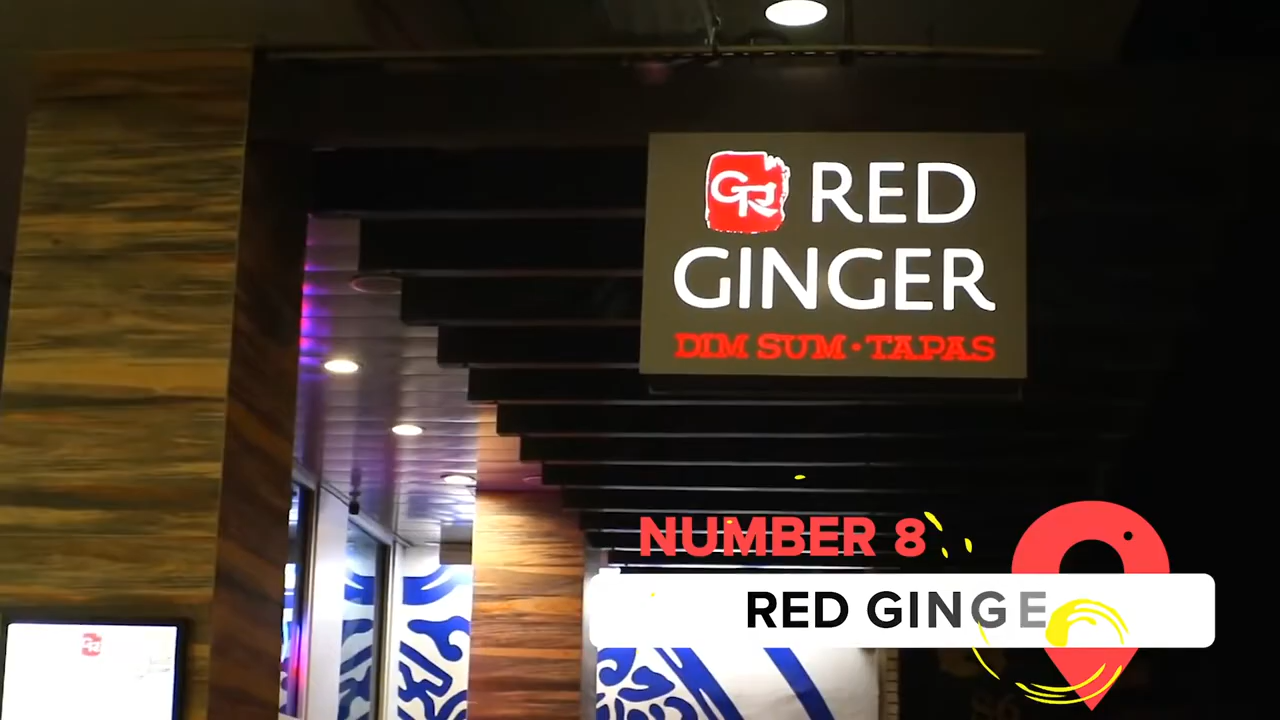 GR RED
GINGER
DIM SUM • TAPAS
NUMBER 8
RED GINGE